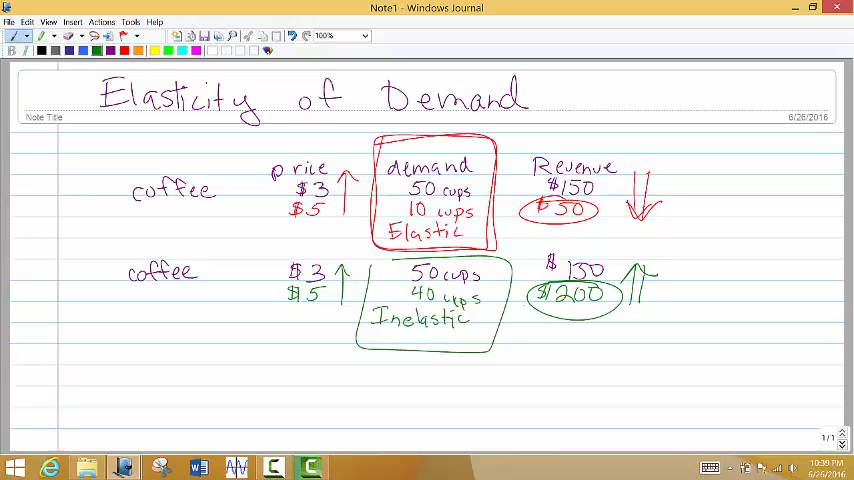 Note1 - Windows Journal
File Edit View Insert Actions Tools Help
100%
B I
Elasticity of Demand
Note Title
6/26/2016
price demand Revenue
coffee $3 50 cups $150
$5 10 cups $50
Elastic
coffee $3 50 cups $150
$5 40 cups $200
Inelastic
1/1
10:39 PM
6/26/2016